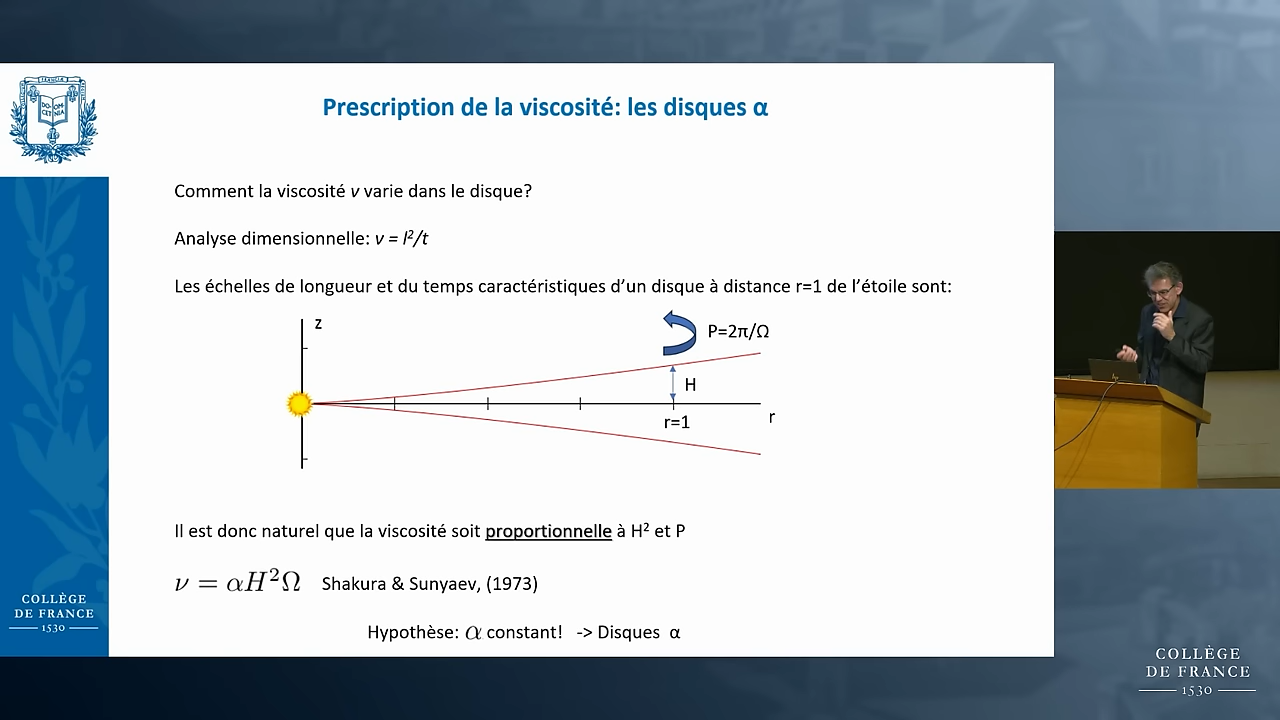 Prescription de la viscosité: les disques α
Comment la viscosité ν varie dans le disque?
Analyse dimensionnelle: ν = l²/t
Les échelles de longueur et du temps caractéristiques d’un disque à distance r=1 de l’étoile sont:
z
P=2π/Ω
H
r=1
r
Il est donc naturel que la viscosité soit proportionnelle à H² et P
ν = αH²Ω Shakura & Sunyaev, (1973)
Hypothèse: α constant! -> Disques α
COLLÈGE
DE FRANCE
1530
COLLÈGE
DE FRANCE
1530